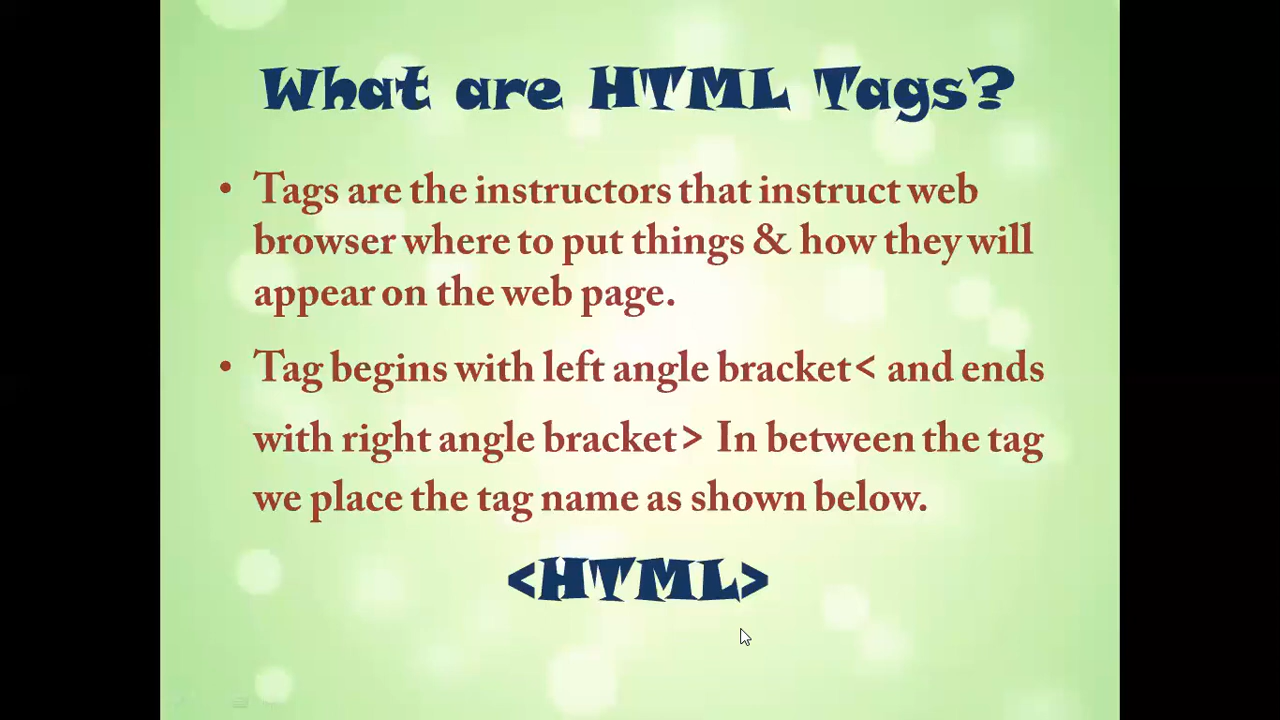 What are HTML Tags?
• Tags are the instructors that instruct web
browser where to put things & how they will
appear on the web page.
• Tag begins with left angle bracket< and ends
with right angle bracket> In between the tag
we place the tag name as shown below.
<HTML>